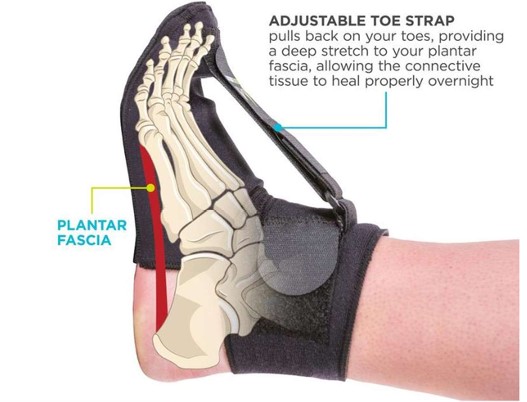 ADJUSTABLE TOE STRAP
pulls back on your toes, providing
a deep stretch to your plantar
fascia, allowing the connective
tissue to heal properly overnight
PLANTAR
FASCIA